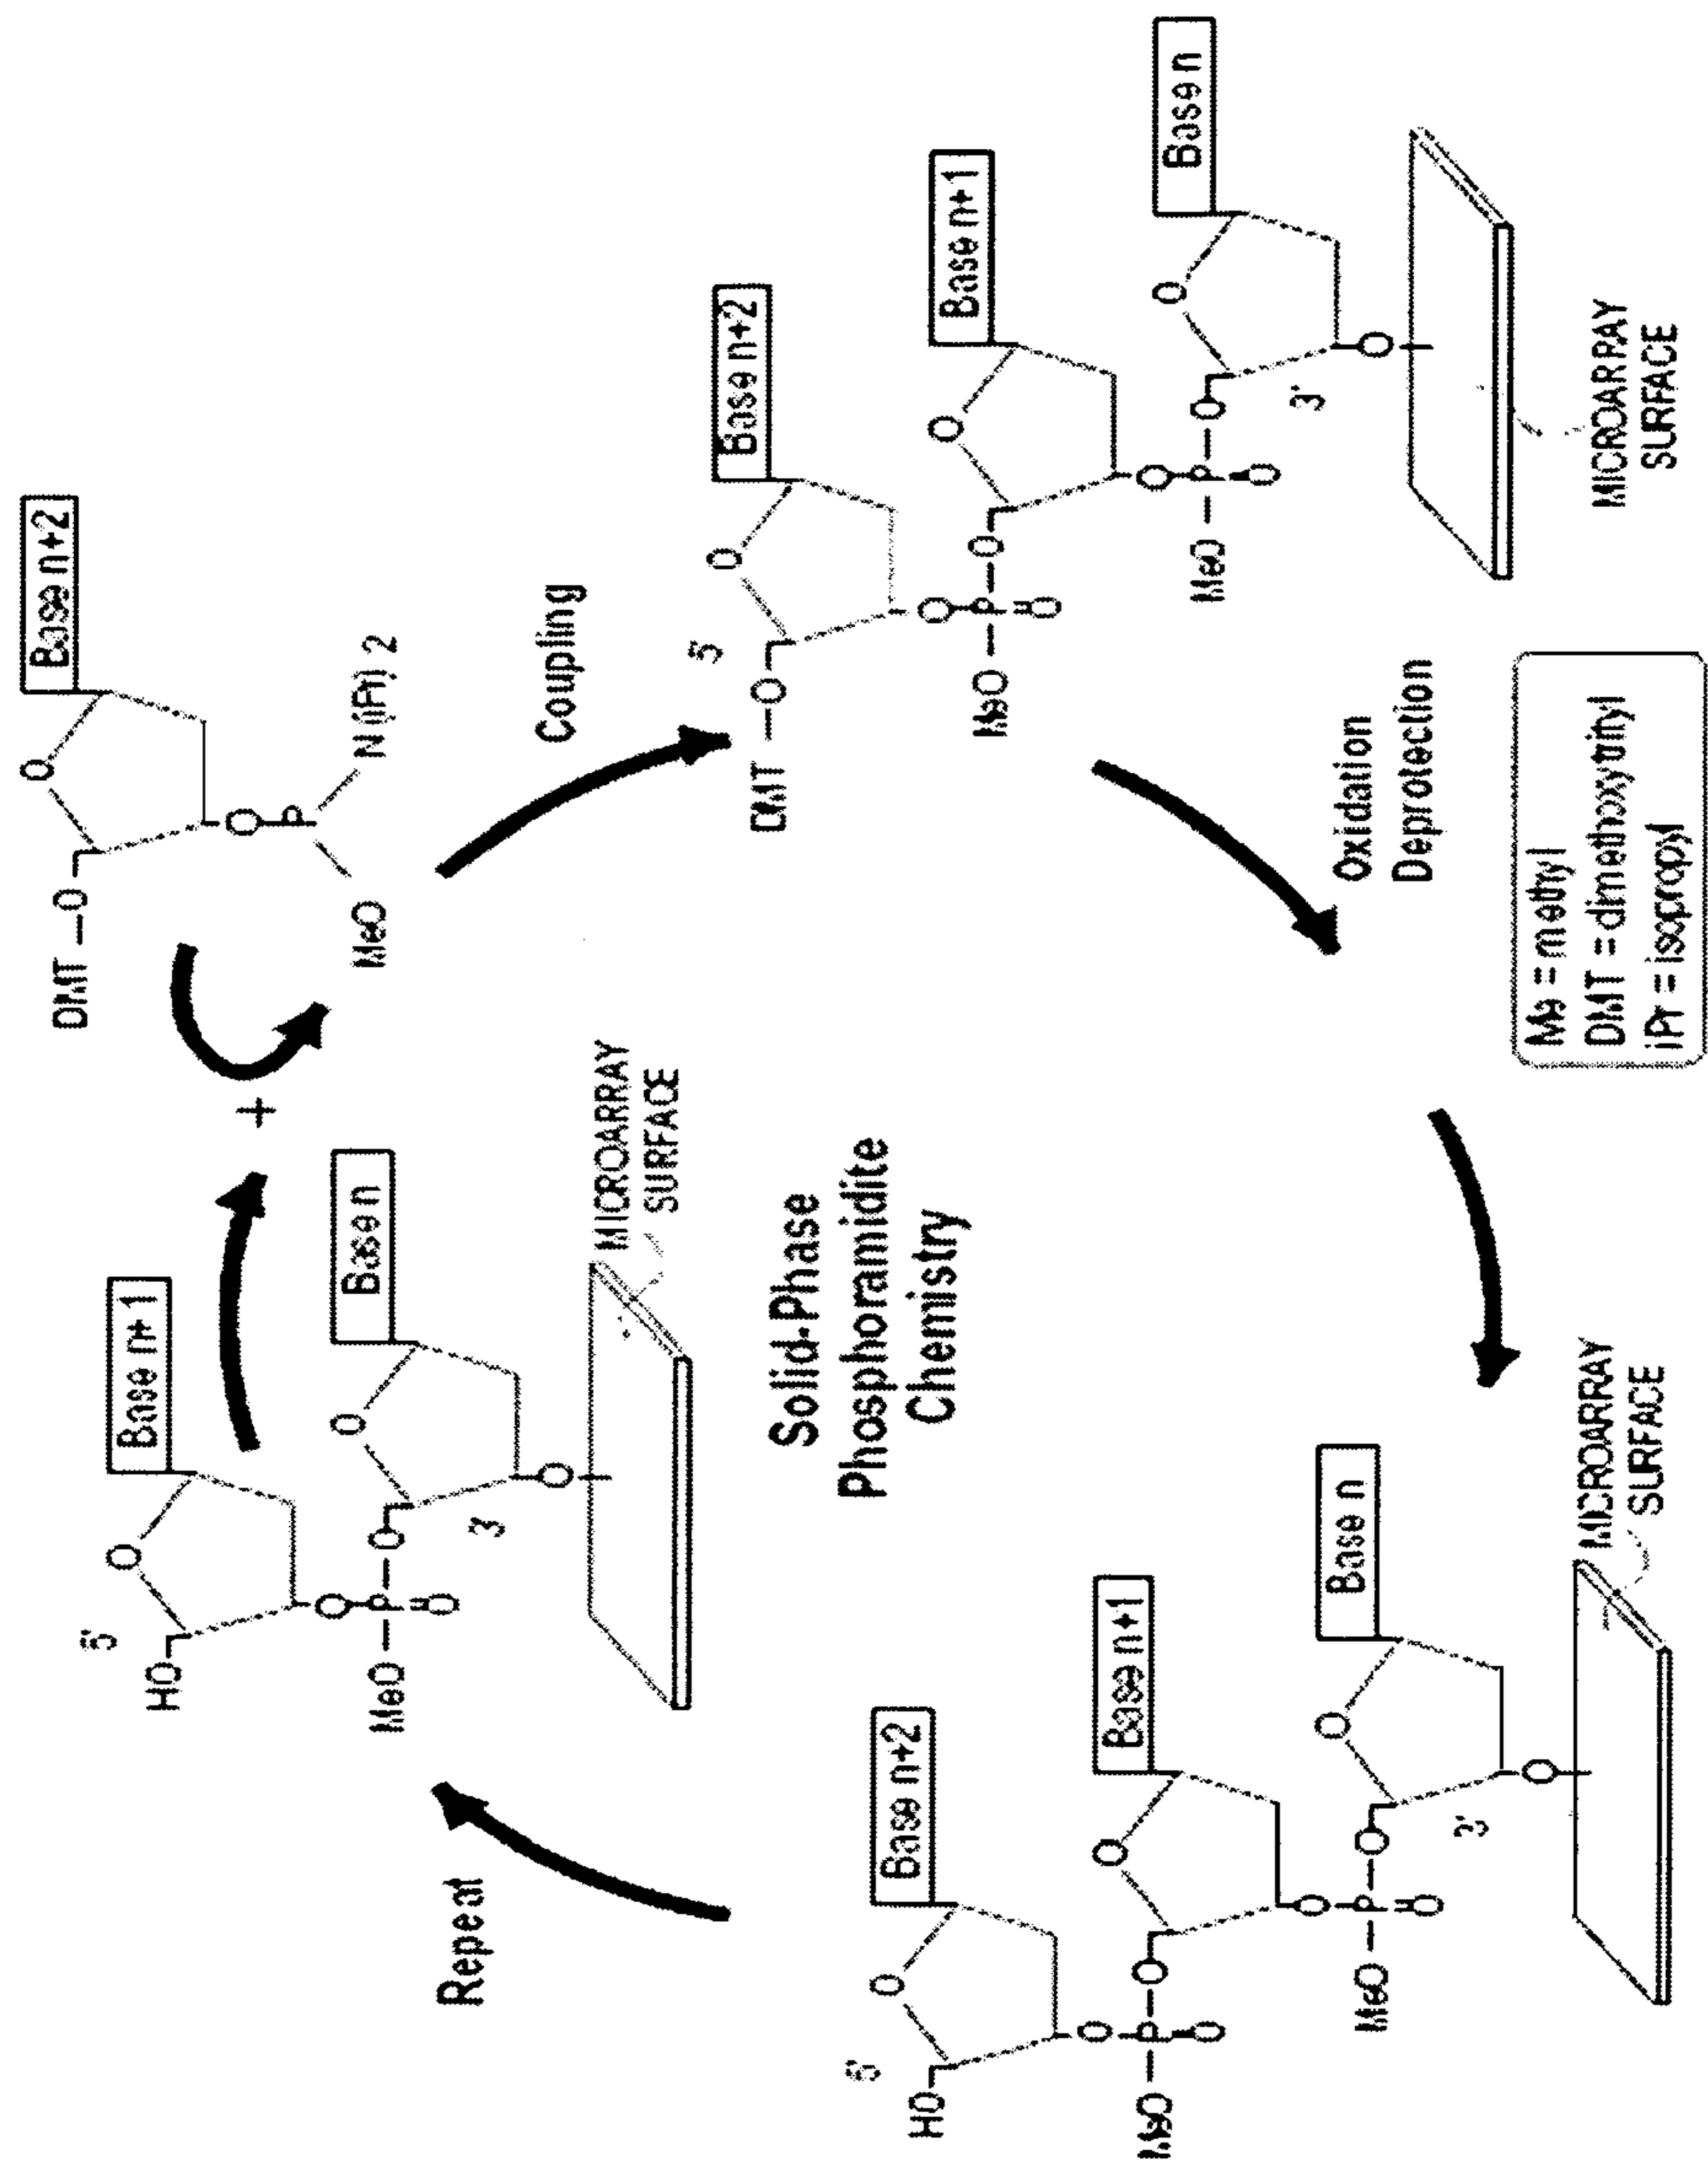 5'
HO
O
Base n+1
O
MeO—P—O
O
3'
O
Base n
O
MICROARRAY
SURFACE
+
DMT—O
O
Base n+2
O
P
MeO
N(iPr)2
Coupling
5'
DMT—O
O
Base n+2
O
MeO—P—O
O
O
Base n+1
O
MeO—P—O
O
3'
O
Base n
O
MICROARRAY
SURFACE
Oxidation
Deprotection
5'
HO
O
Base n+2
O
MeO—P—O
O
O
Base n+1
O
MeO—P—O
O
3'
O
Base n
O
MICROARRAY
SURFACE
Repeat
Solid-Phase
Phosphoramidite
Chemistry
Me = methyl
DMT = dimethoxytrityl
iPr = isopropyl